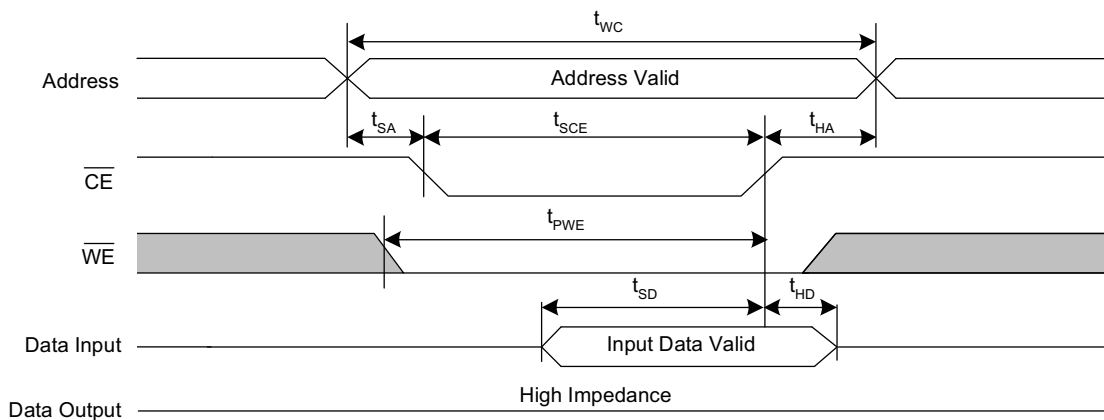 tWC
Address
Address Valid
tSA
tSCE
tHA
CE
tPWE
WE
tSD
tHD
Data Input
Input Data Valid
High Impedance
Data Output